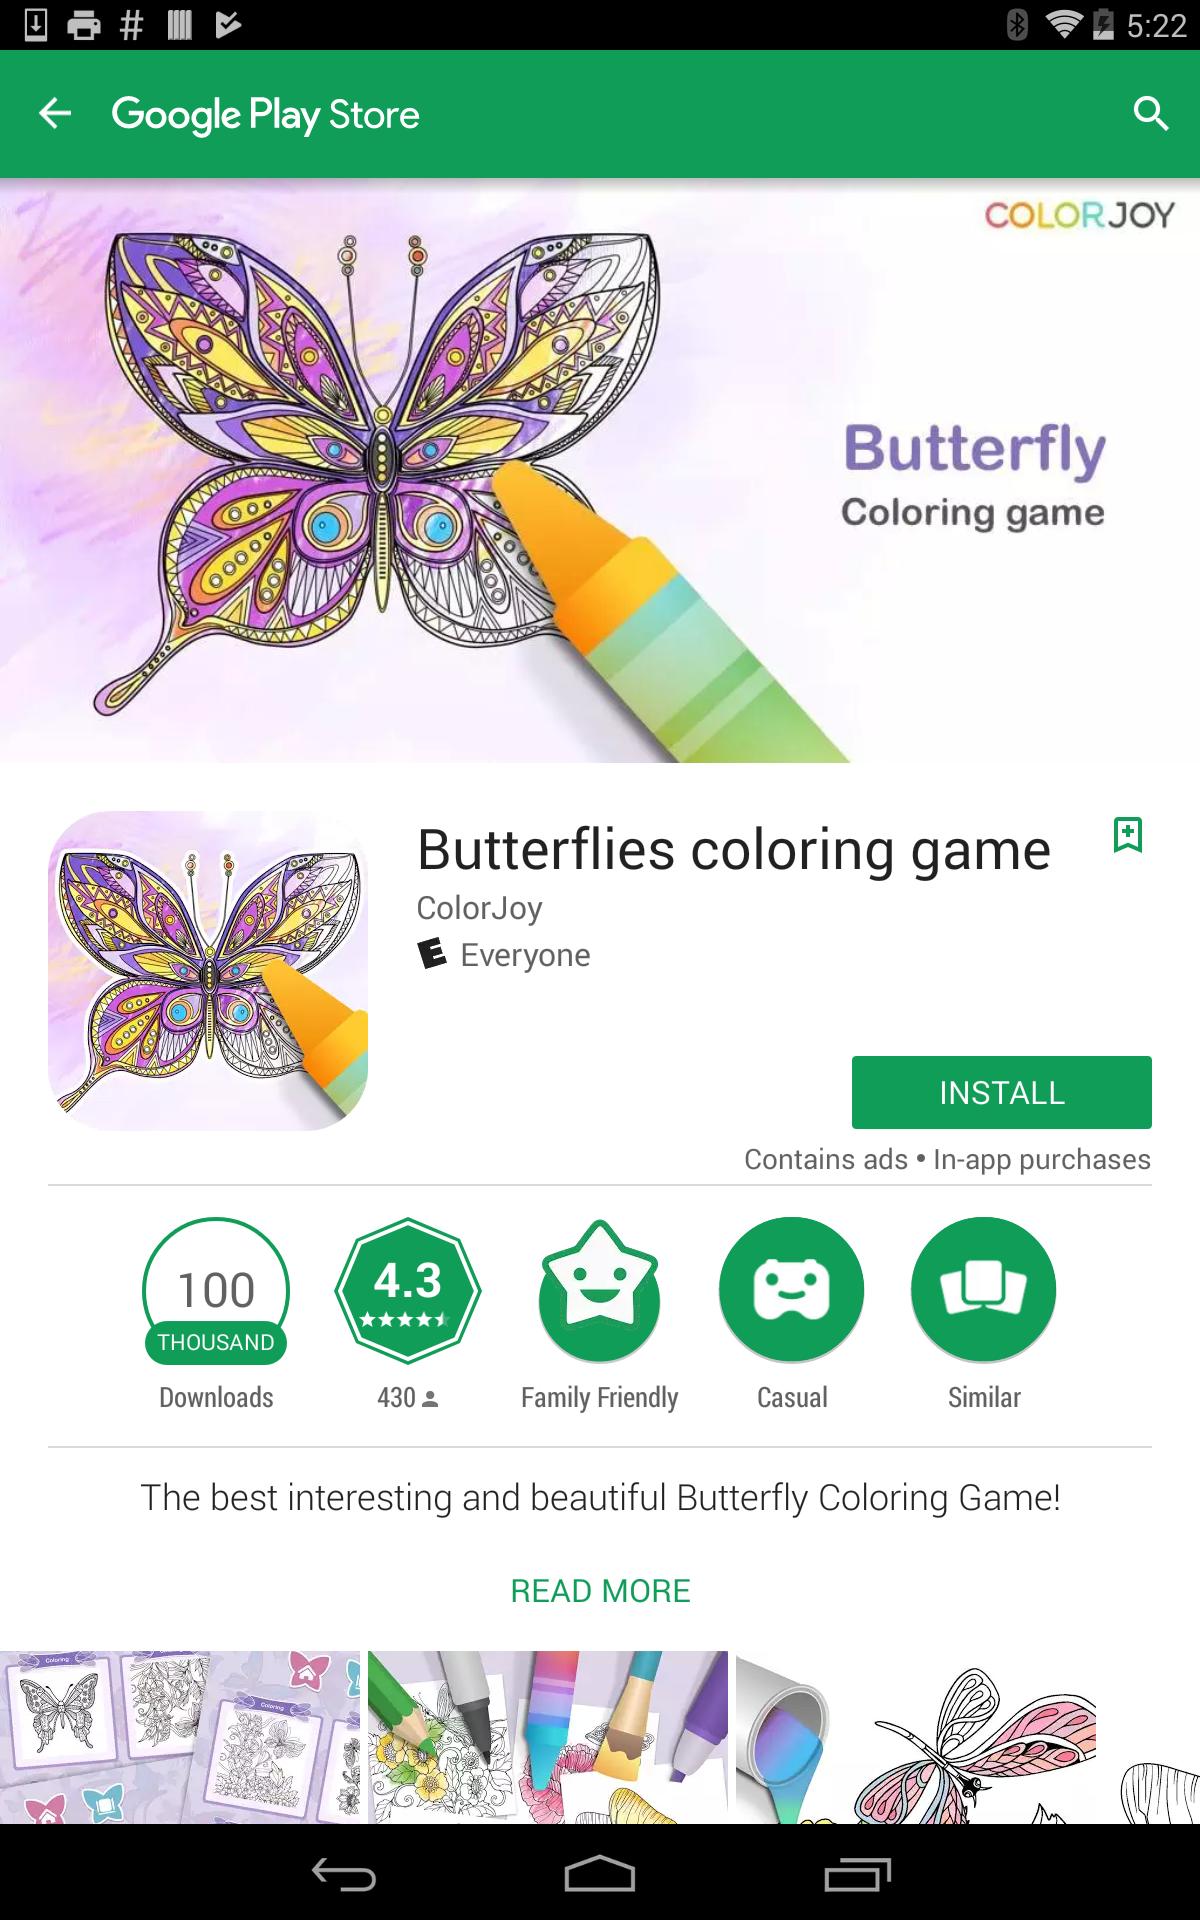 5:22
Google Play Store
COLORJOY
Butterfly
Coloring game
Butterflies coloring game
ColorJoy
E Everyone
INSTALL
Contains ads • In-app purchases
100
THOUSAND
4.3
Downloads
430
Family Friendly
Casual
Similar
The best interesting and beautiful Butterfly Coloring Game!
READ MORE
Coloring
Coloring